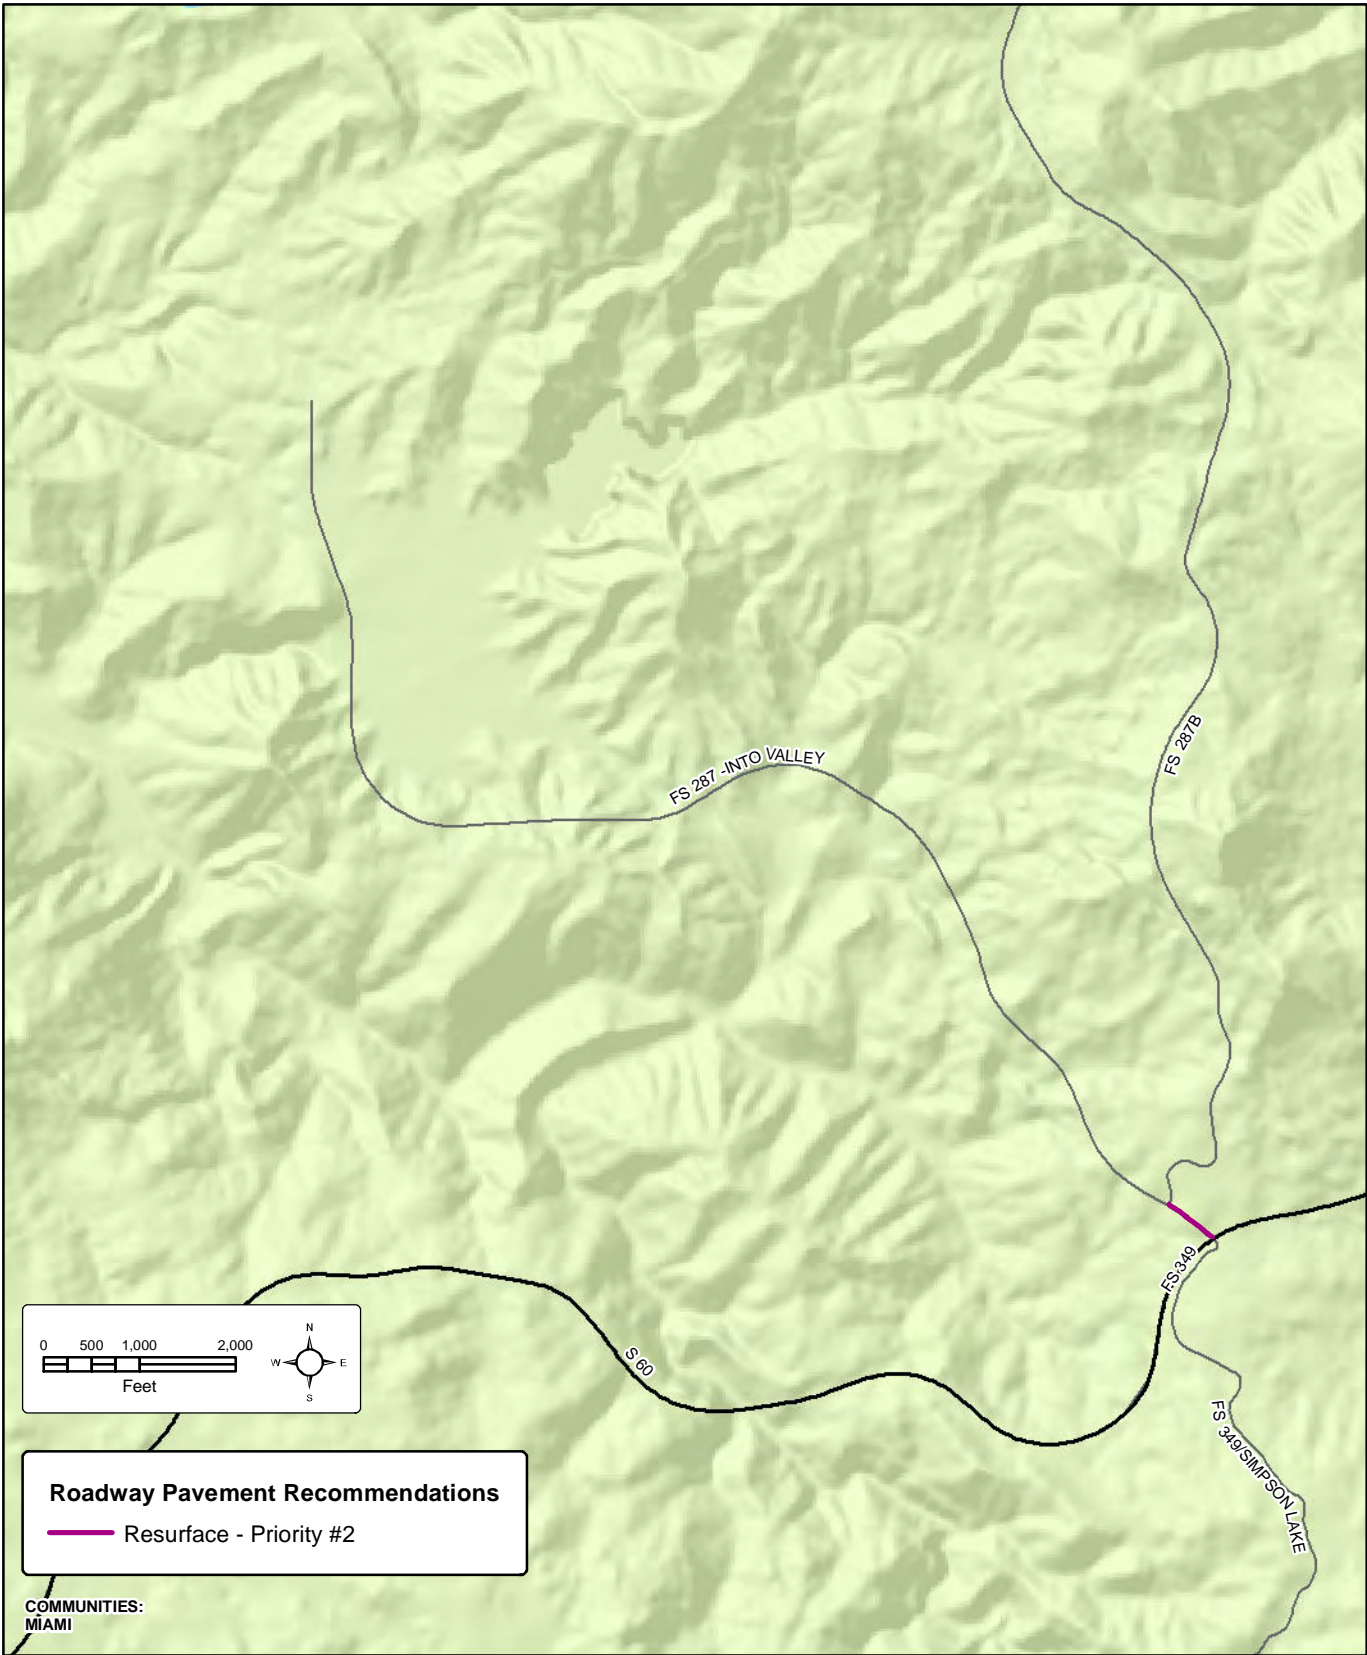 FS 287 -INTO VALLEY
FS 287B
FS 349
S 60
FS 349/SIMPSON LAKE
0 500 1,000 2,000
Feet
N
W E
S
Roadway Pavement Recommendations
Resurface - Priority #2
COMMUNITIES:
MIAMI